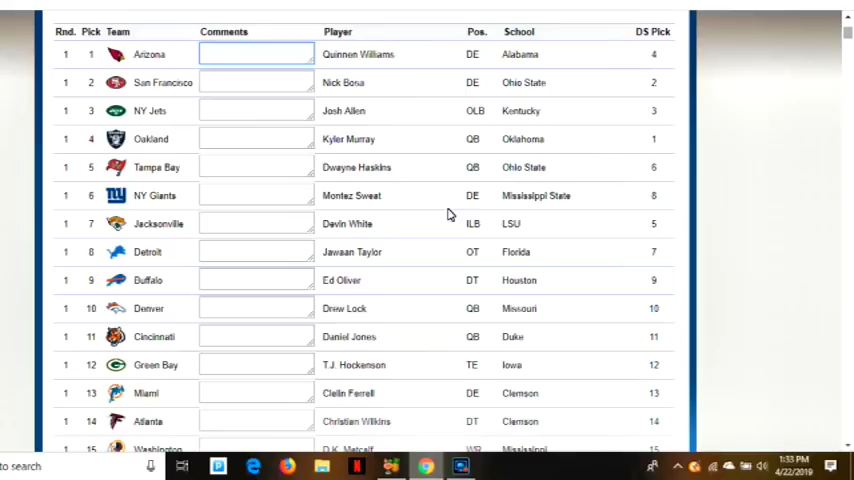 Rnd. Pick Team Comments Player Pos. School DS Pick
1 1 Arizona Quinnen Williams DE Alabama 4
1 2 San Francisco Nick Bosa DE Ohio State 2
1 3 NY Jets Josh Allen OLB Kentucky 3
1 4 Oakland Kyler Murray QB Oklahoma 1
1 5 Tampa Bay Dwayne Haskins QB Ohio State 6
1 6 NY Giants Montez Sweat DE Mississippi State 8
1 7 Jacksonville Devin White ILB LSU 5
1 8 Detroit Jawaan Taylor OT Florida 7
1 9 Buffalo Ed Oliver DT Houston 9
1 10 Denver Drew Lock QB Missouri 10
1 11 Cincinnati Daniel Jones QB Duke 11
1 12 Green Bay T.J. Hockenson TE Iowa 12
1 13 Miami Clelin Ferrell DE Clemson 13
1 14 Atlanta Christian Wilkins DT Clemson 14
1 15 Washington D.K. Metcalf WR Mississippi 15
to search
1:33 PM
4/22/2019